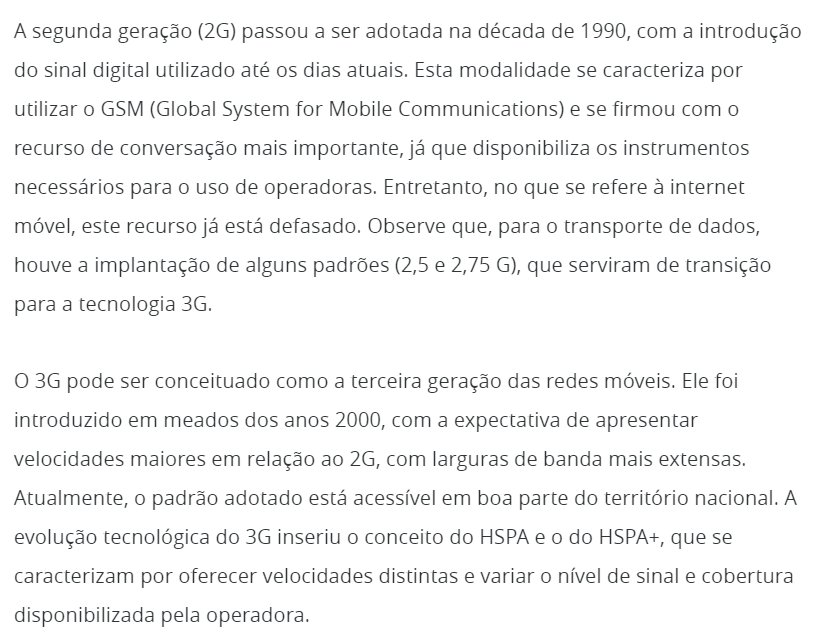 A segunda geração (2G) passou a ser adotada na década de 1990, com a introdução
do sinal digital utilizado até os dias atuais. Esta modalidade se caracteriza por
utilizar o GSM (Global System for Mobile Communications) e se firmou com o
recurso de conversação mais importante, já que disponibiliza os instrumentos
necessários para o uso de operadoras. Entretanto, no que se refere à internet
móvel, este recurso já está defasado. Observe que, para o transporte de dados,
houve a implantação de alguns padrões (2,5 e 2,75 G), que serviram de transição
para a tecnologia 3G.
O 3G pode ser conceituado como a terceira geração das redes móveis. Ele foi
introduzido em meados dos anos 2000, com a expectativa de apresentar
velocidades maiores em relação ao 2G, com larguras de banda mais extensas.
Atualmente, o padrão adotado está acessível em boa parte do território nacional. A
evolução tecnológica do 3G inseriu o conceito do HSPA e o do HSPA+, que se
caracterizam por oferecer velocidades distintas e variar o nível de sinal e cobertura
disponibilizada pela operadora.